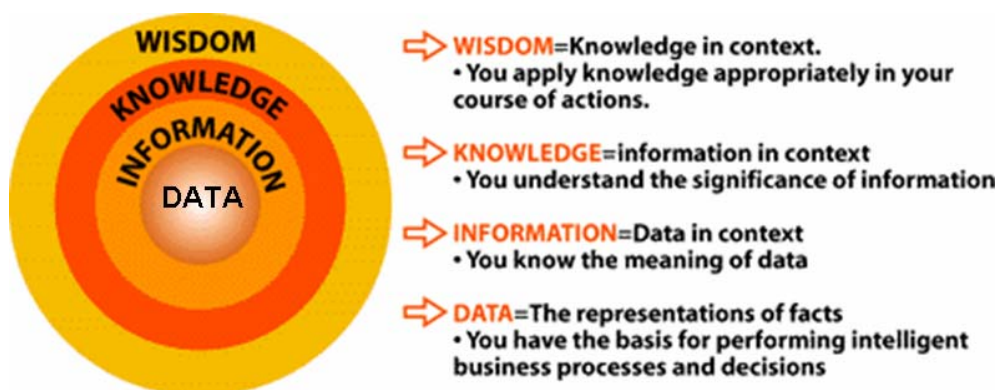 WISDOM
KNOWLEDGE
INFORMATION
DATA
WISDOM=Knowledge in context.
• You apply knowledge appropriately in your
course of actions.
KNOWLEDGE=information in context
• You understand the significance of information
INFORMATION=Data in context
• You know the meaning of data
DATA=The representations of facts
• You have the basis for performing intelligent
business processes and decisions